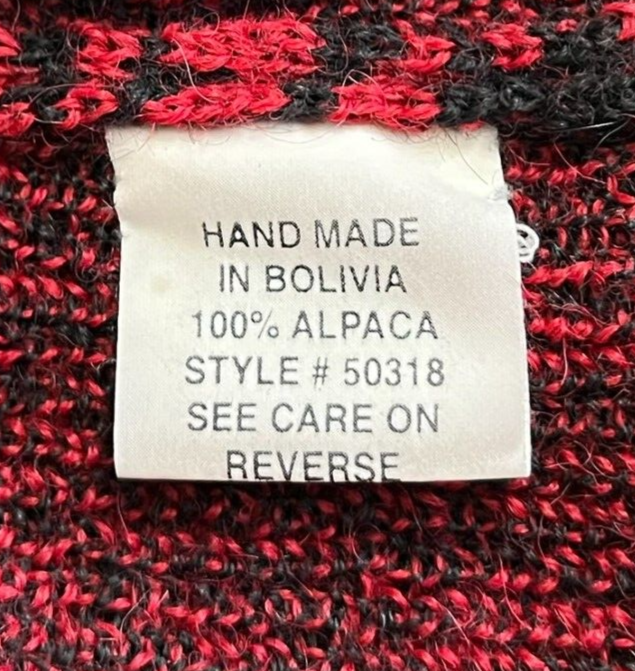 HAND MADE
IN BOLIVIA
100% ALPACA
STYLE # 50318
SEE CARE ON
REVERSE